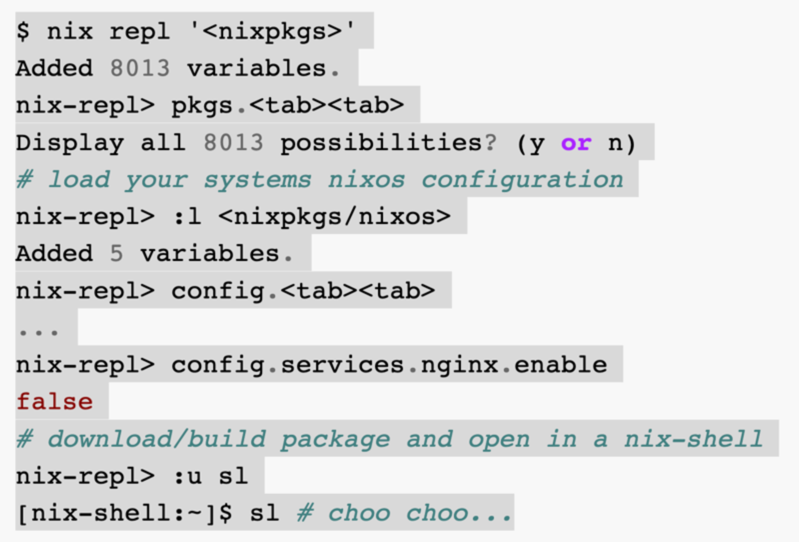 $ nix repl '<nixpkgs>'
Added 8013 variables.
nix-repl> pkgs.<tab><tab>
Display all 8013 possibilities? (y or n)
# load your systems nixos configuration
nix-repl> :l <nixpkgs/nixos>
Added 5 variables.
nix-repl> config.<tab><tab>
...
nix-repl> config.services.nginx.enable
false
# download/build package and open in a nix-shell
nix-repl> :u sl
[nix-shell:~]$ sl # choo choo...